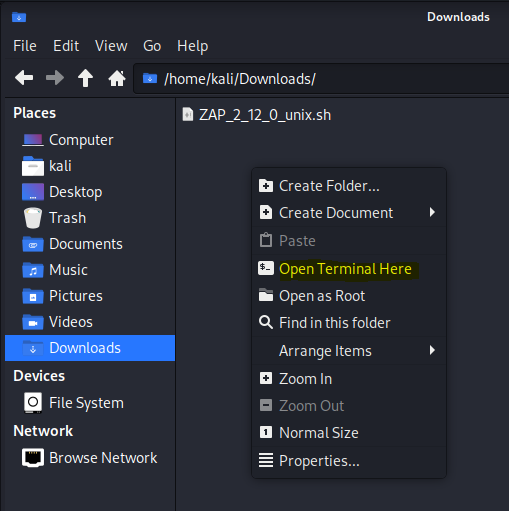 Downloads
File Edit View Go Help
/home/kali/Downloads/
Places
Computer
kali
Desktop
Trash
Documents
Music
Pictures
Videos
Downloads
Devices
File System
Network
Browse Network
ZAP_2_12_0_unix.sh
Create Folder...
Create Document
Paste
Open Terminal Here
Open as Root
Find in this folder
Arrange Items
Zoom In
Zoom Out
Normal Size
Properties...